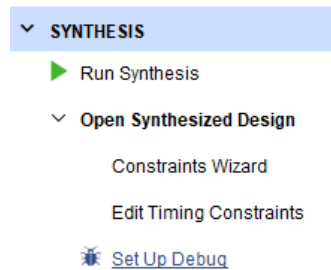 SYNTHESIS
Run Synthesis
Open Synthesized Design
Constraints Wizard
Edit Timing Constraints
Set Up Debug